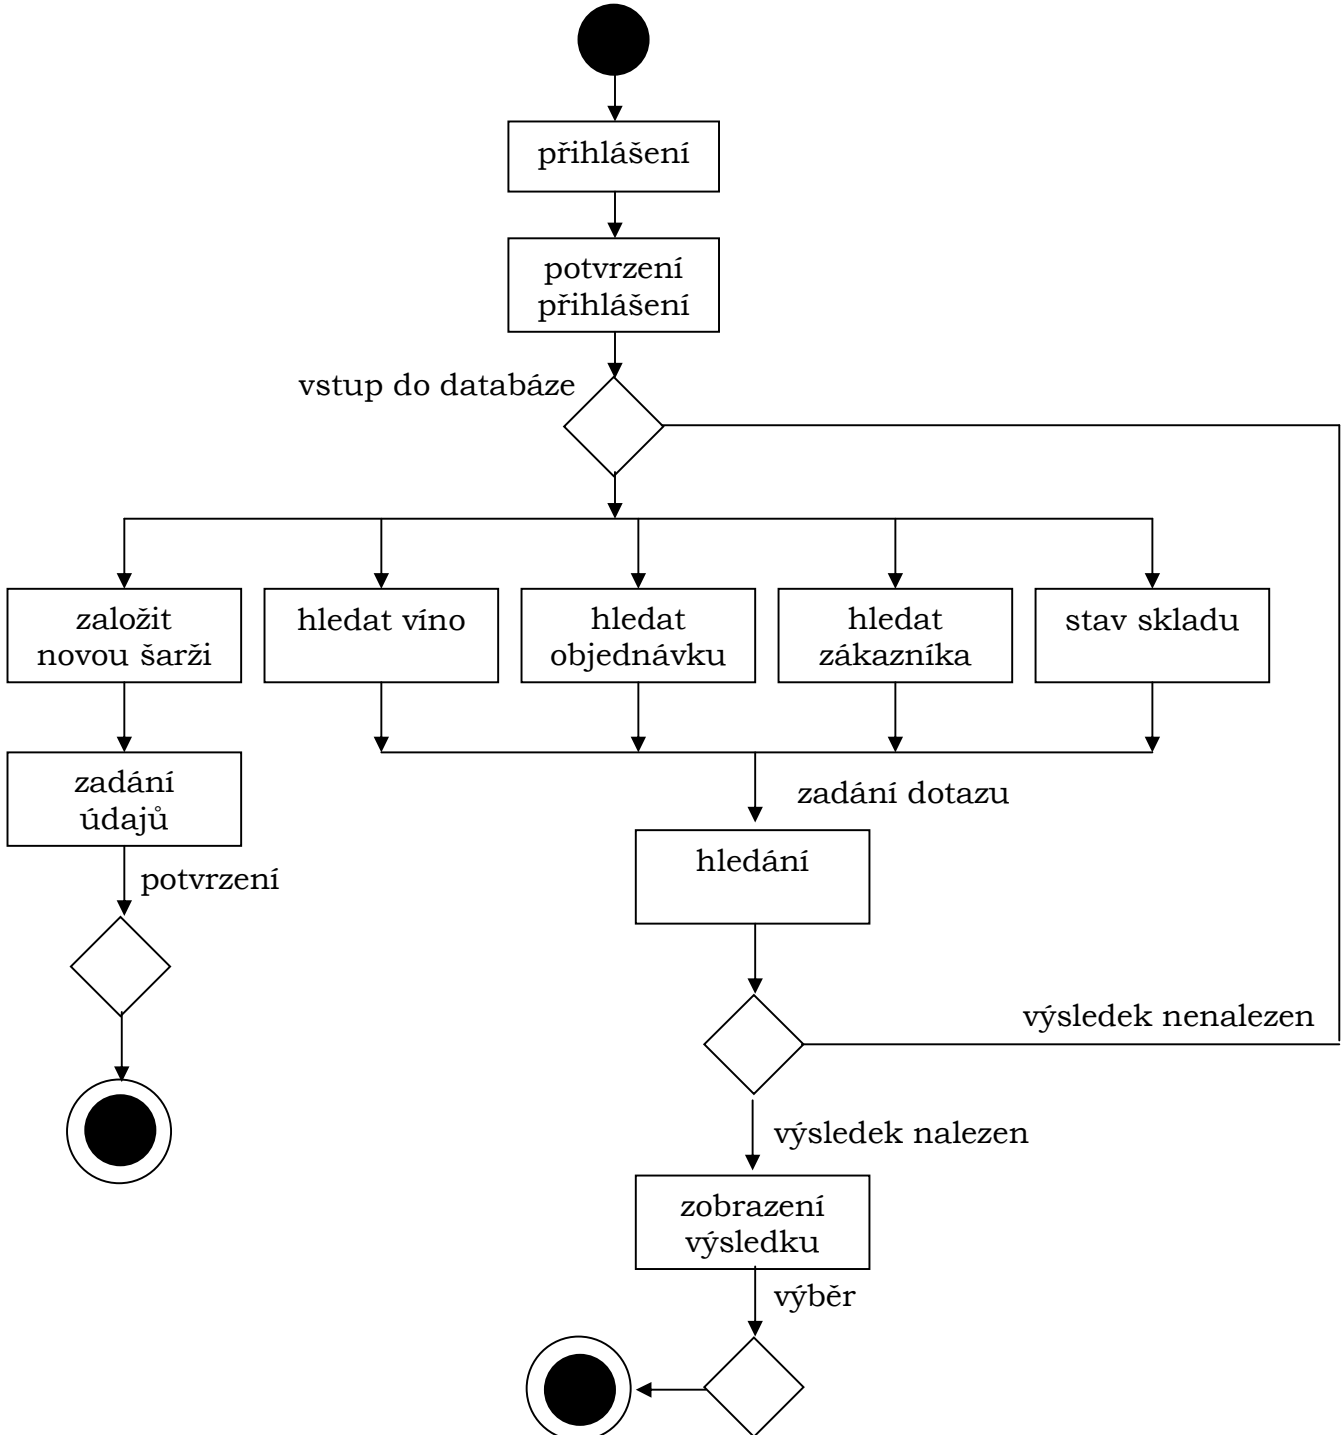 přihlášení
potvrzení
přihlášení
vstup do databáze
založit
novou šarži
hledat víno
hledat
objednávku
hledat
zákazníka
stav skladu
zadání
údajů
zadání dotazu
hledání
potvrzení
výsledek nenalezen
výsledek nalezen
zobrazení
výsledku
výběr